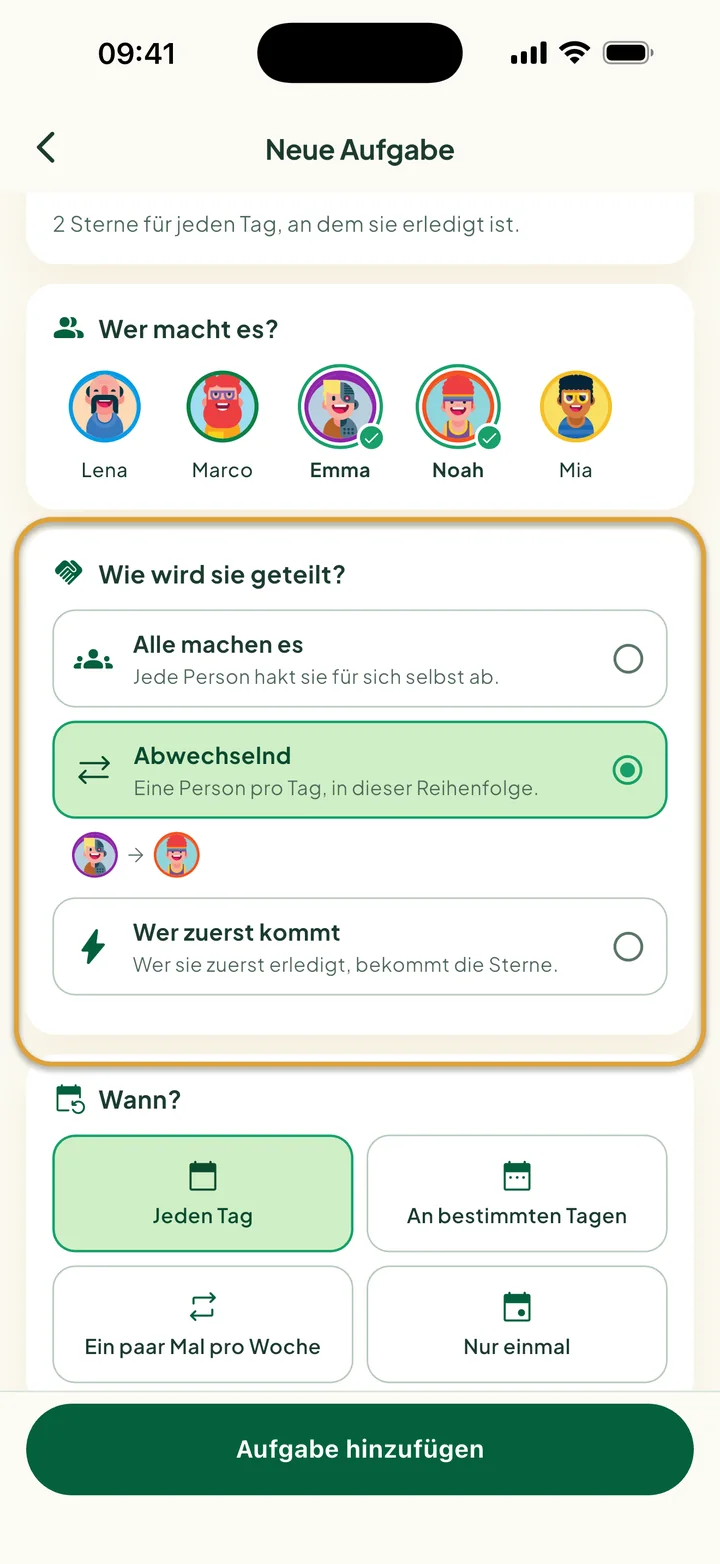 09:41
Neue Aufgabe
2 Sterne für jeden Tag, an dem sie erledigt ist.
Wer macht es?
Lena
Marco
Emma
Noah
Mia
Wie wird sie geteilt?
Alle machen es
Jede Person hakt sie für sich selbst ab.
Abwechselnd
Eine Person pro Tag, in dieser Reihenfolge.
Wer zuerst kommt
Wer sie zuerst erledigt, bekommt die Sterne.
Wann?
Jeden Tag
An bestimmten Tagen
Ein paar Mal pro Woche
Nur einmal
Aufgabe hinzufügen